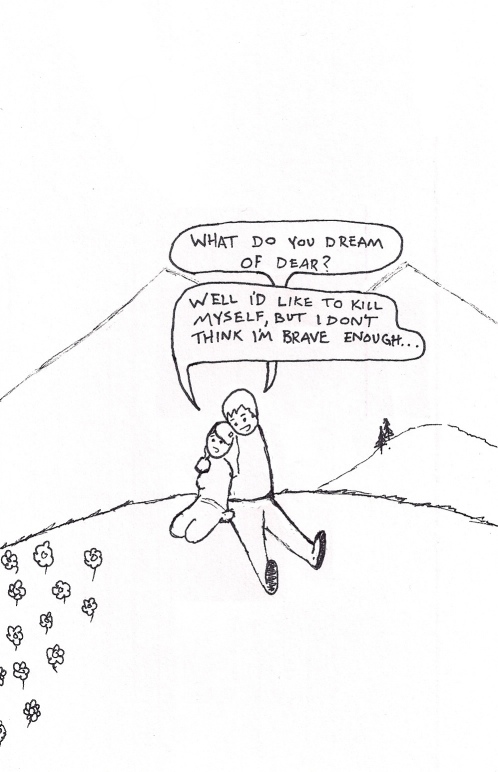 WHAT DO YOU DREAM
OF DEAR?
WELL I'D LIKE TO KILL
MYSELF, BUT I DON'T
THINK I'M BRAVE ENOUGH...